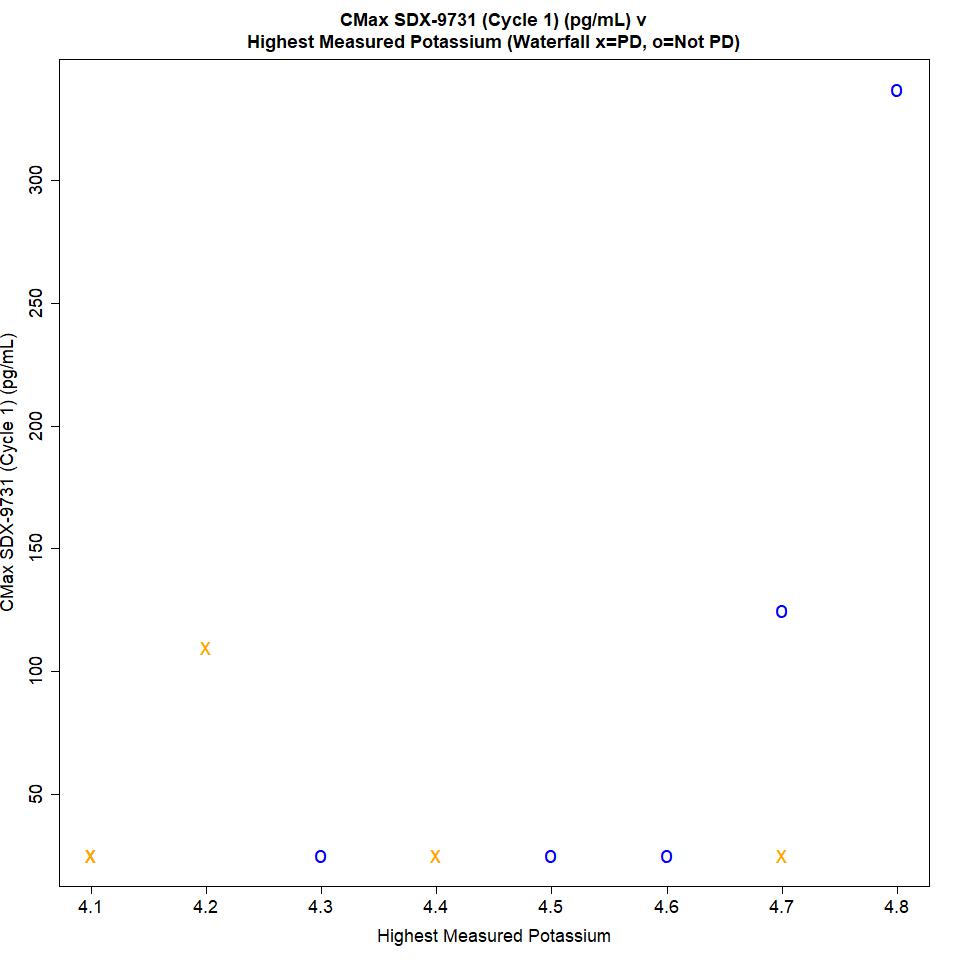 CMax SDX-9731 (Cycle 1) (pg/mL) v
Highest Measured Potassium (Waterfall x=PD, o=Not PD)
CMax SDX-9731 (Cycle 1) (pg/mL)
300
250
200
150
100
50
O
O
X
X
O
X
O
O
X
4.1 4.2 4.3 4.4 4.5 4.6 4.7 4.8
Highest Measured Potassium